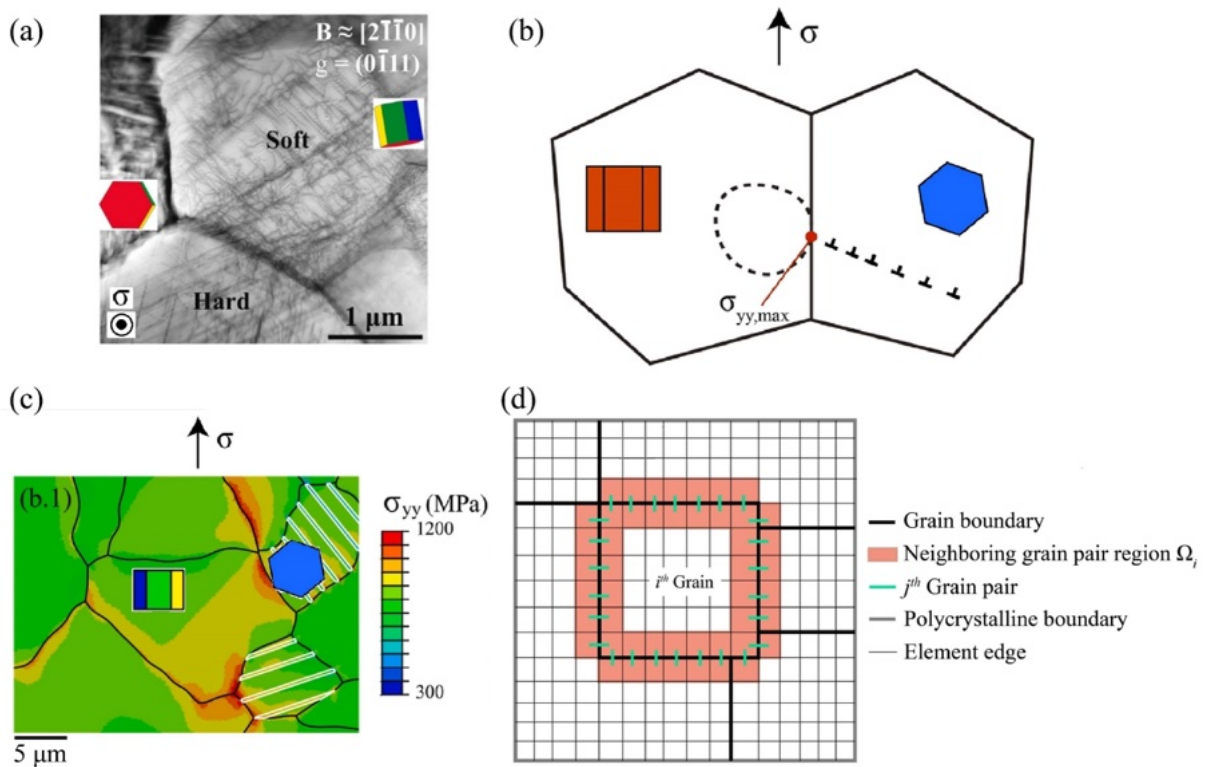 (a)
B ≈ [21̄1̄0]
g = (01̄11)
Soft
Hard
σ
1 μm
(b)
σ
σyy,max
(c)
σ
(b.1)
σyy (MPa)
1200
300
5 μm
(d)
ith Grain
Grain boundary
Neighboring grain pair region Ωi
jth Grain pair
Polycrystalline boundary
Element edge